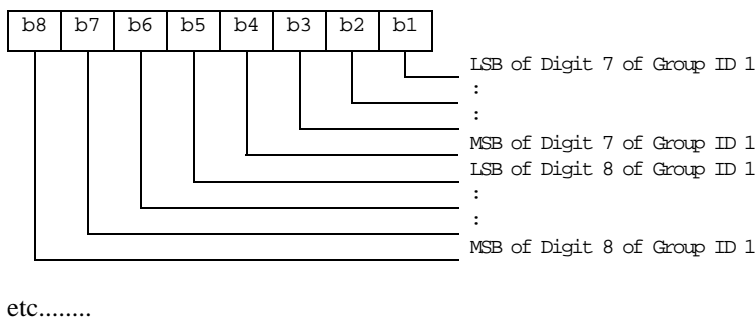 b8 b7 b6 b5 b4 b3 b2 b1
LSB of Digit 7 of Group ID 1
:
:
MSB of Digit 7 of Group ID 1
LSB of Digit 8 of Group ID 1
:
:
MSB of Digit 8 of Group ID 1
etc........